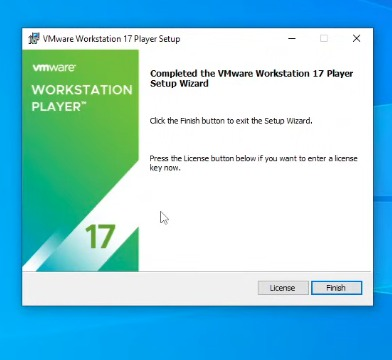 VMware Workstation 17 Player Setup
vmware
WORKSTATION
PLAYER™
17
Completed the VMware Workstation 17 Player
Setup Wizard
Click the Finish button to exit the Setup Wizard.
Press the License button below if you want to enter a license
key now.
License
Finish